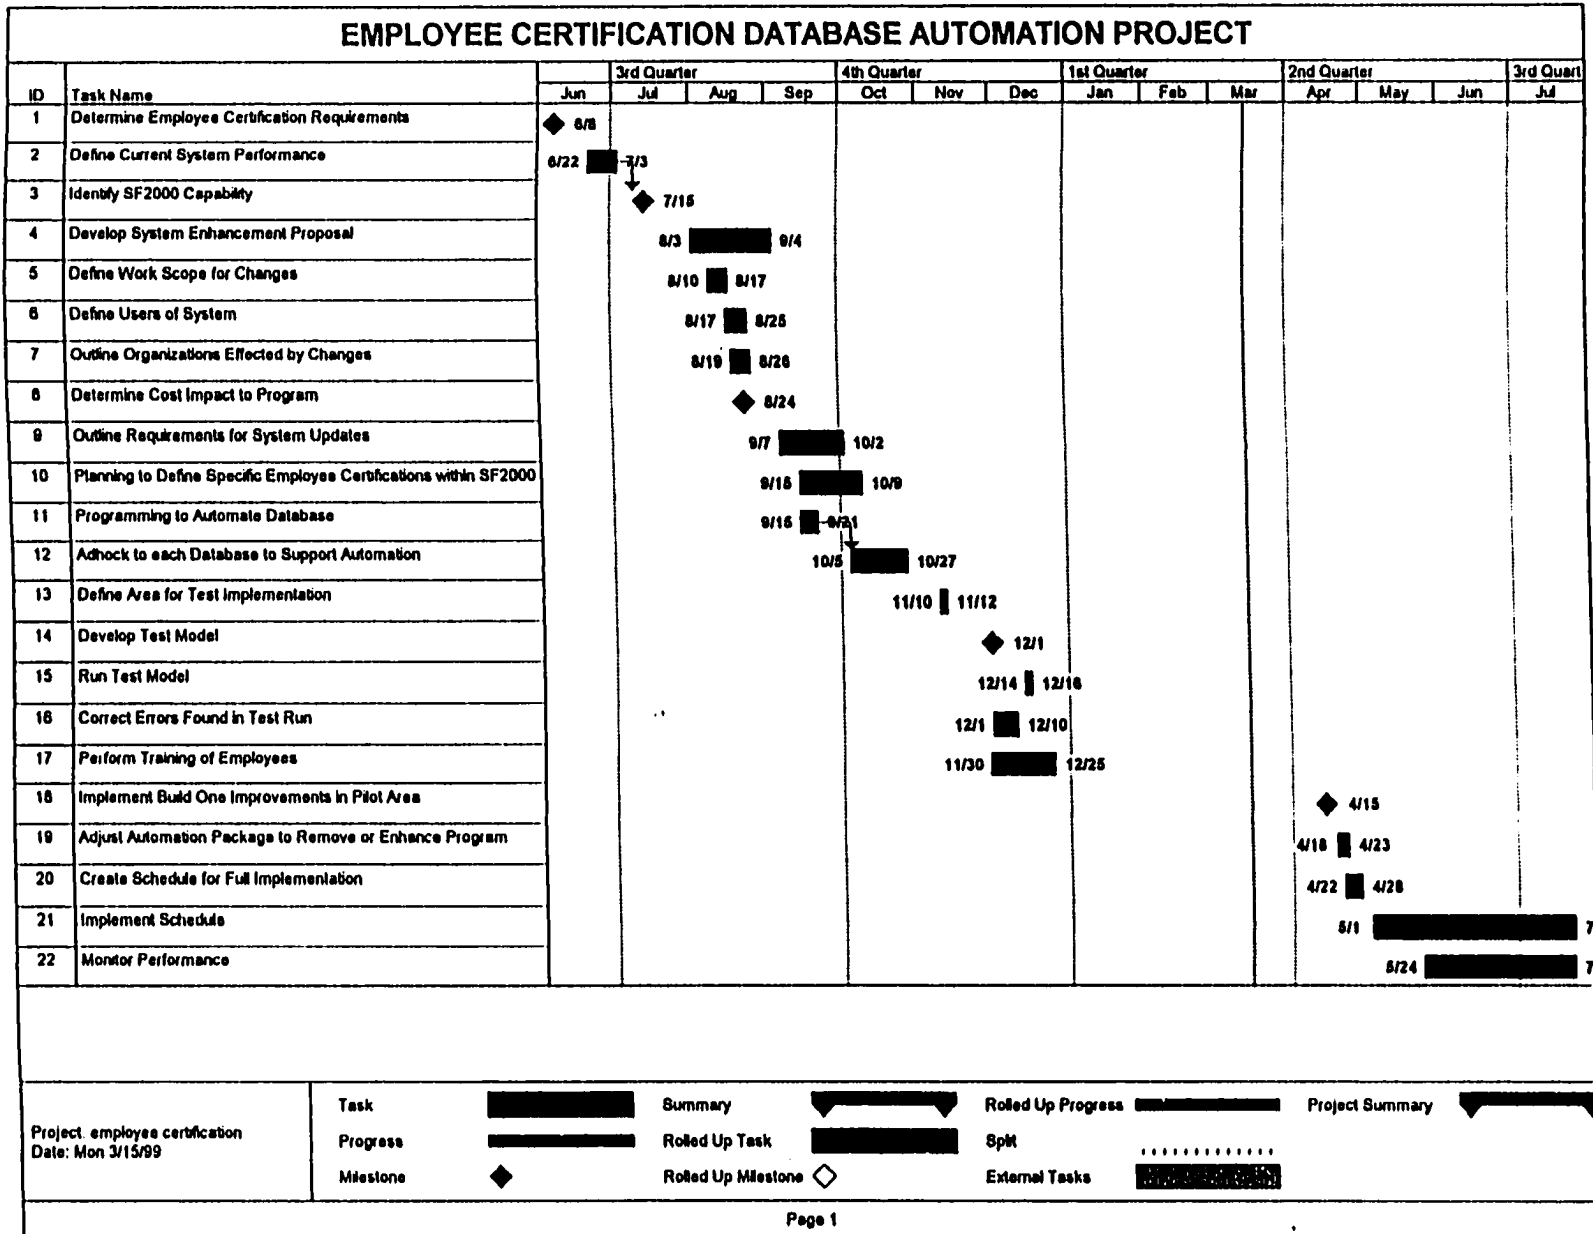 EMPLOYEE CERTIFICATION DATABASE AUTOMATION PROJECT
3rd Quarter 4th Quarter 1st Quarter 2nd Quarter 3rd Quart
ID Task Name Jun Jul Aug Sep Oct Nov Dec Jan Feb Mar Apr May Jun Jul
1 Determine Employee Certification Requirements 6/8
2 Define Current System Performance 6/22 7/3
3 Identify SF2000 Capability 7/15
4 Develop System Enhancement Proposal 8/3 9/4
5 Define Work Scope for Changes 8/10 8/17
6 Define Users of System 8/17 8/25
7 Outline Organizations Effected by Changes 8/19 8/26
8 Determine Cost Impact to Program 8/24
9 Outline Requirements for System Updates 9/7 10/2
10 Planning to Define Specific Employee Certifications within SF2000 9/15 10/9
11 Programming to Automate Database 9/15 9/21
12 Adhock to each Database to Support Automation 10/5 10/27
13 Define Area for Test Implementation 11/10 11/12
14 Develop Test Model 12/1
15 Run Test Model 12/14 12/16
16 Correct Errors Found in Test Run 12/1 12/10
17 Perform Training of Employees 11/30 12/25
18 Implement Build One Improvements in Pilot Area 4/15
19 Adjust Automation Package to Remove or Enhance Program 4/18 4/23
20 Create Schedule for Full Implementation 4/22 4/28
21 Implement Schedule 5/1 7
22 Monitor Performance 5/24 7
Project. employee certification
Date: Mon 3/15/99
Task Summary Rolled Up Progress Project Summary
Progress Rolled Up Task Split
Milestone Rolled Up Milestone External Tasks
Page 1